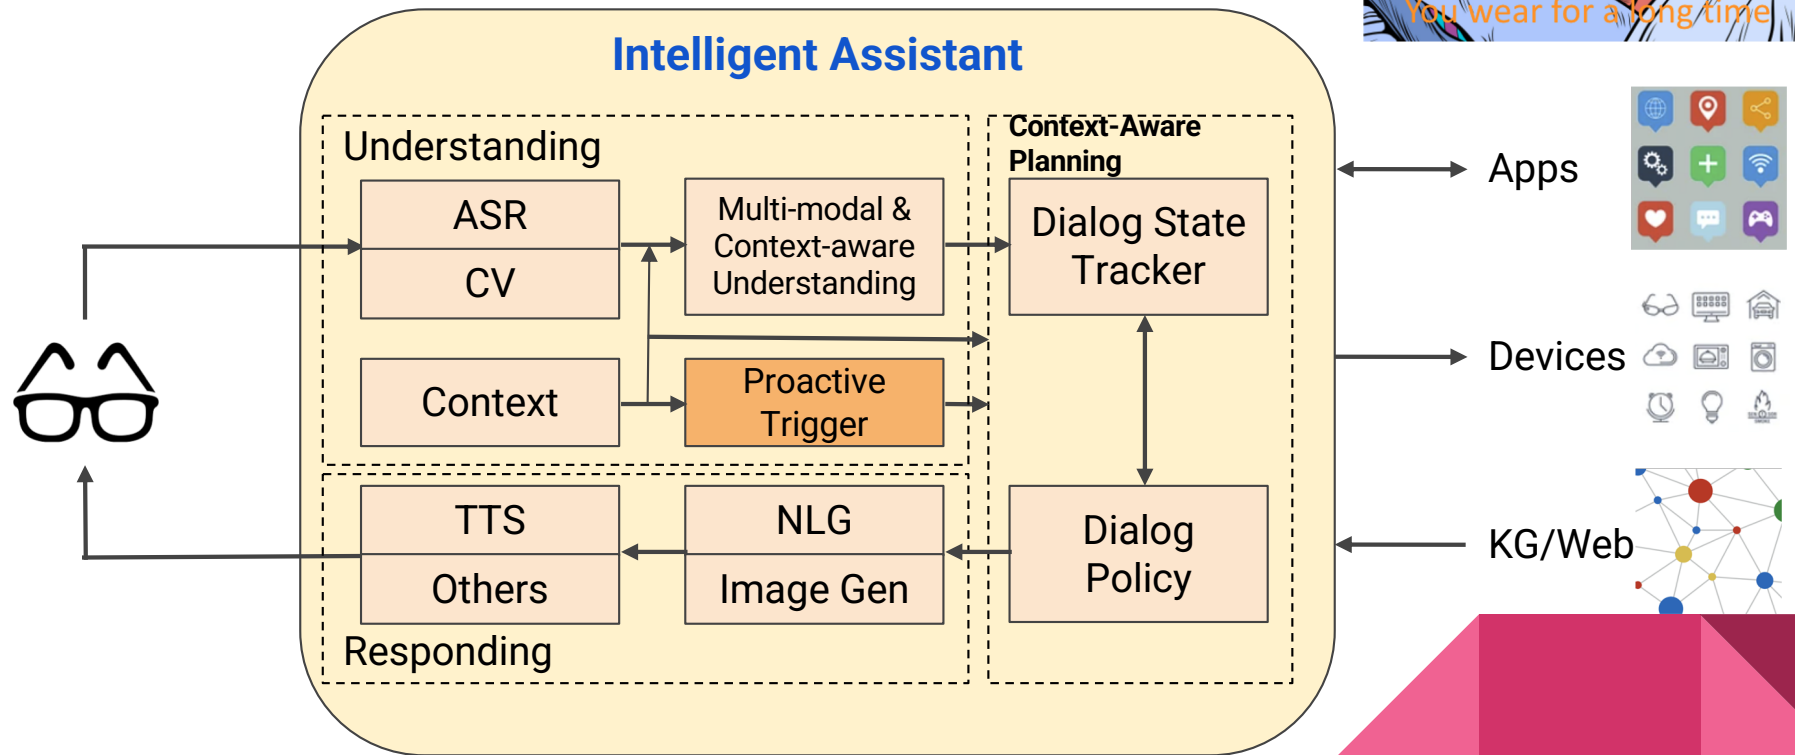 You wear for a long time
Intelligent Assistant
Understanding
ASR
CV
Multi-modal &
Context-aware
Understanding
Context
Proactive
Trigger
Context-Aware
Planning
Dialog State
Tracker
Dialog
Policy
TTS
Others
NLG
Image Gen
Responding
Apps
Devices
KG/Web